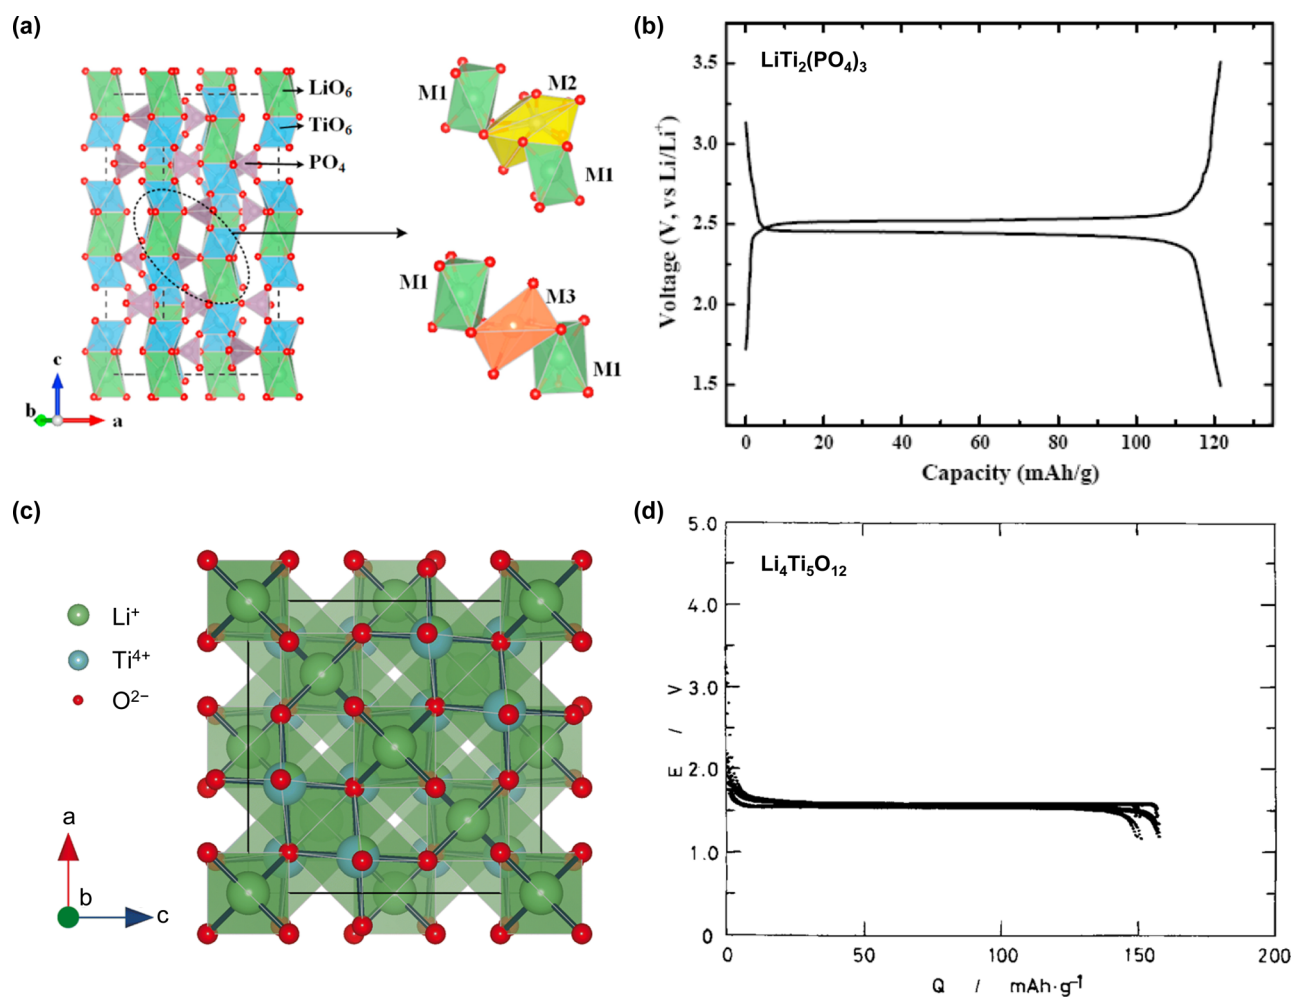 (a)
LiO₆
TiO₆
PO₄
M1
M2
M1
M1
M3
M1
c
b
a
(b)
LiTi₂(PO₄)₃
Voltage (V, vs Li/Li⁺)
3.5
3.0
2.5
2.0
1.5
0 20 40 60 80 100 120
Capacity (mAh/g)
(c)
Li⁺
Ti⁴⁺
O²⁻
a
b
c
(d)
Li₄Ti₅O₁₂
E / V
5.0
4.0
3.0
2.0
1.0
0
0 50 100 150 200
Q / mAh·g⁻¹